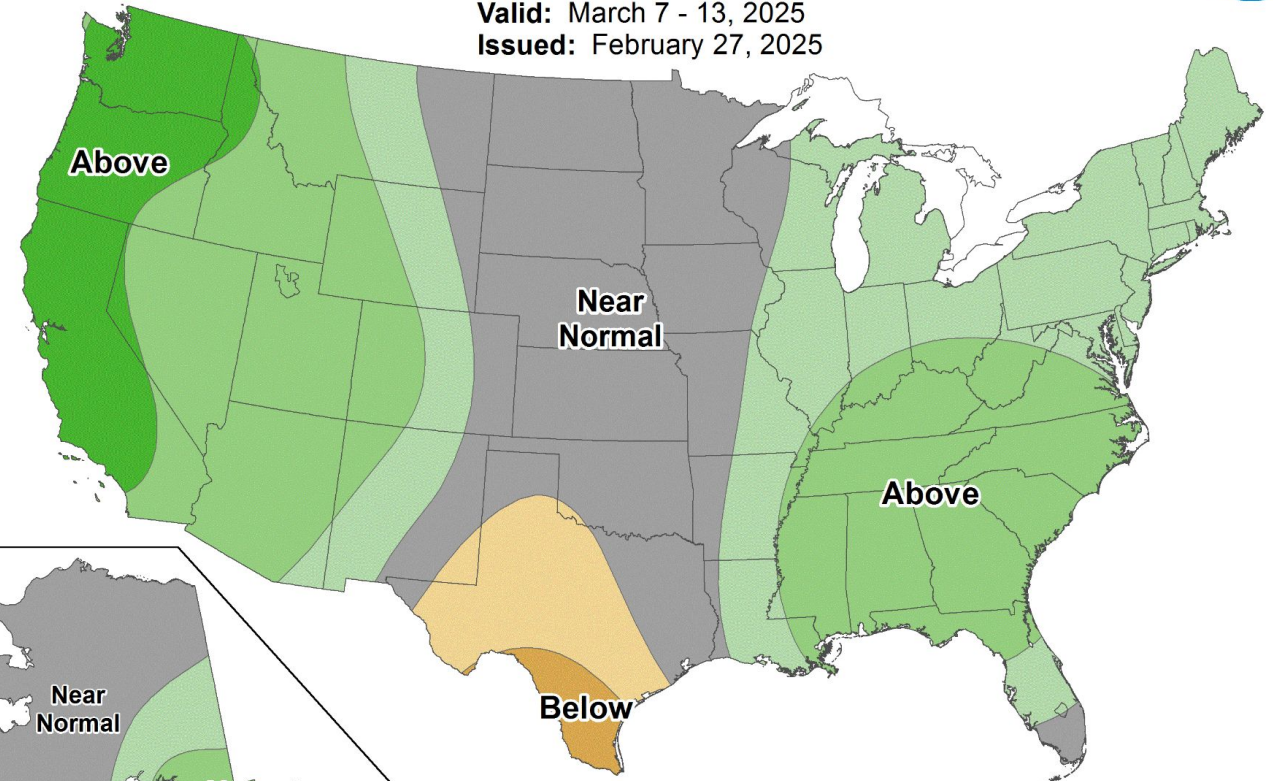 Valid: March 7 - 13, 2025
Issued: February 27, 2025
Above
Near
Normal
Above
Below
Near
Normal